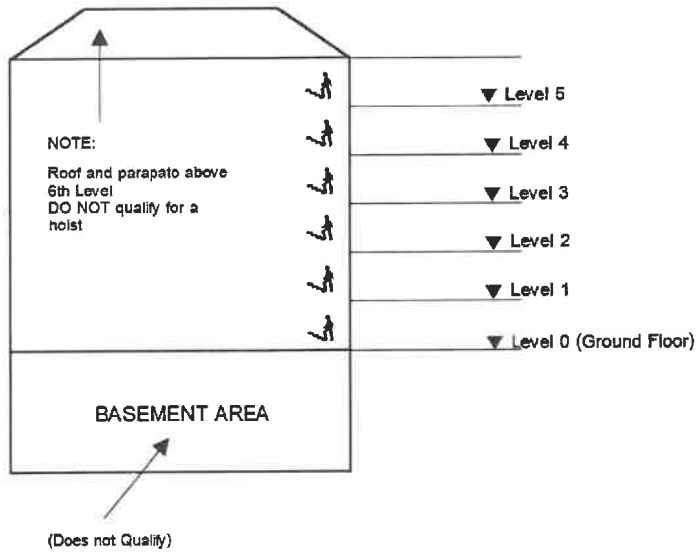 Level 5
Level 4
NOTE:
Roof and parapato above
6th Level
DO NOT qualify for a
hoist
Level 3
Level 2
Level 1
Level 0 (Ground Floor)
BASEMENT AREA
(Does not Qualify)